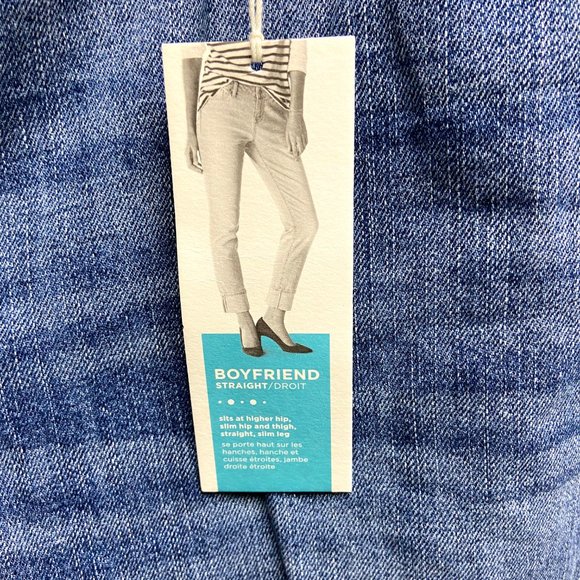 BOYFRIEND
STRAIGHT/DROIT
sits at higher hip,
slim hip and thigh,
straight, slim leg
se porte haut sur les
hanches, hanche et
cuisse étroites, jambe
droite étroite